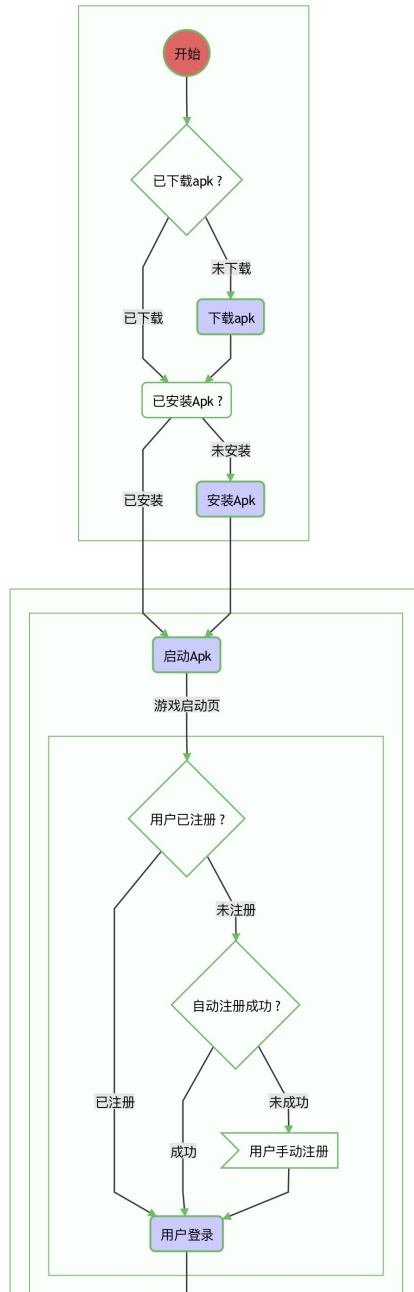 开始
已下载apk？
未下载
已下载
下载apk
已安装Apk？
未安装
已安装
安装Apk
启动Apk
游戏启动页
用户已注册？
未注册
自动注册成功？
已注册
未成功
成功
用户手动注册
用户登录